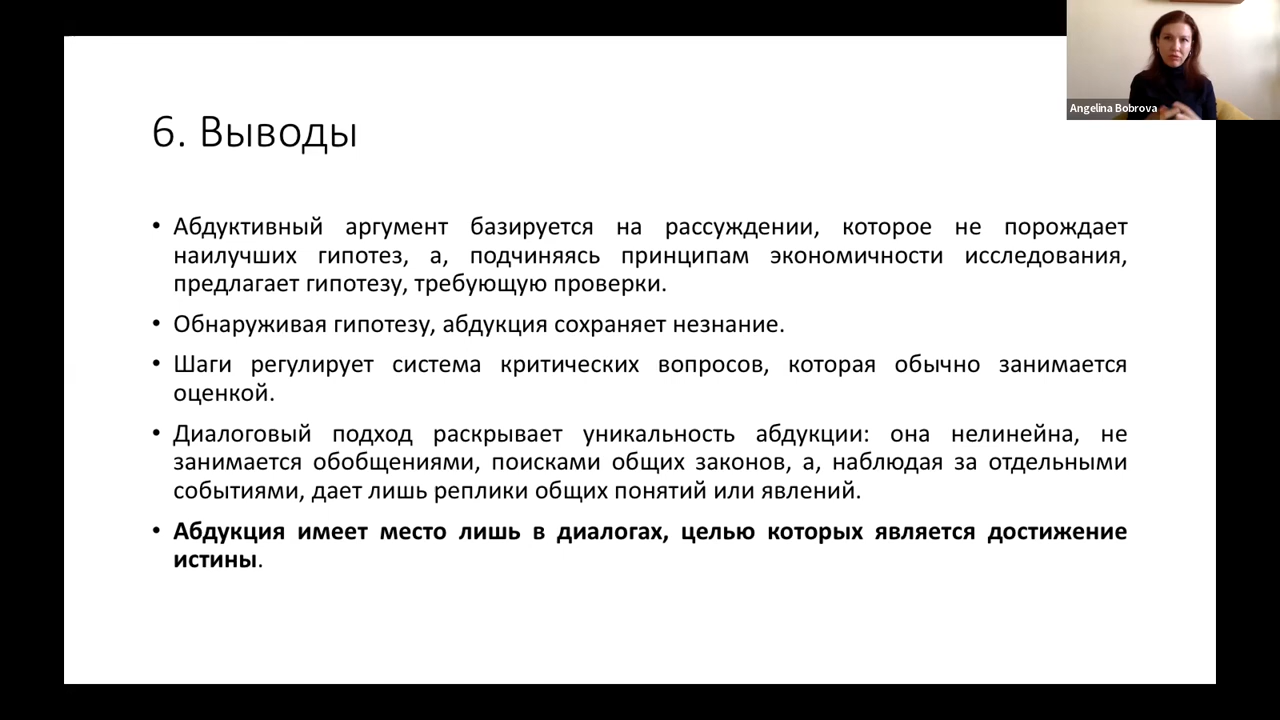 Angelina Bobrova
6. Выводы
• Абдуктивный аргумент базируется на рассуждении, которое не порождает
наилучших гипотез, а, подчиняясь принципам экономичности исследования,
предлагает гипотезу, требующую проверки.
• Обнаруживая гипотезу, абдукция сохраняет незнание.
• Шаги регулирует система критических вопросов, которая обычно занимается
оценкой.
• Диалоговый подход раскрывает уникальность абдукции: она нелинейна, не
занимается обобщениями, поисками общих законов, а, наблюдая за отдельными
событиями, дает лишь реплики общих понятий или явлений.
• Абдукция имеет место лишь в диалогах, целью которых является достижение
истины.